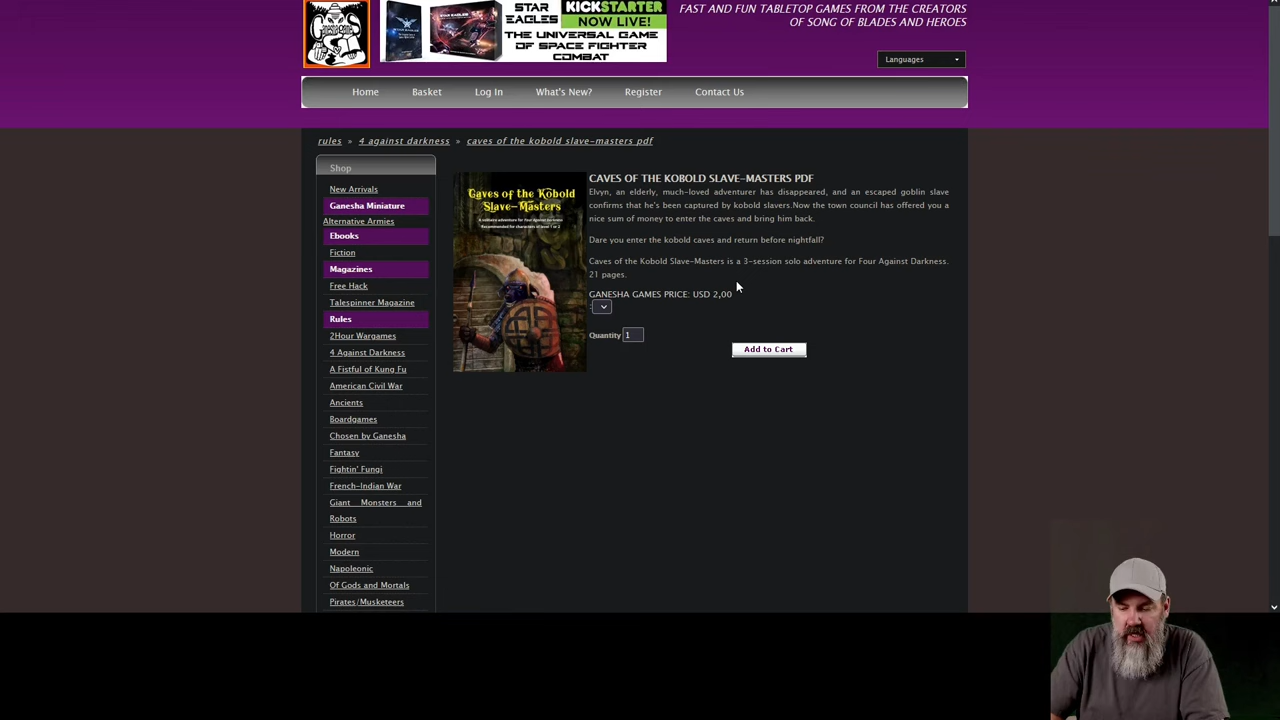 STAR
EAGLES
KICKSTARTER
NOW LIVE!
THE UNIVERSAL GAME
OF SPACE FIGHTER
COMBAT
FAST AND FUN TABLETOP GAMES FROM THE CREATORS
OF SONG OF BLADES AND HEROES
Languages
Home Basket Log In What's New? Register Contact Us
rules » 4 against darkness » caves of the kobold slave-masters pdf
Shop
New Arrivals
Ganesha Miniature
Alternative Armies
Ebooks
Fiction
Magazines
Free Hack
Talespinner Magazine
Rules
2Hour Wargames
4 Against Darkness
A Fistful of Kung Fu
American Civil War
Ancients
Boardgames
Chosen by Ganesha
Fantasy
Fightin' Fungi
French-Indian War
Giant Monsters and
Robots
Horror
Modern
Napoleonic
Of Gods and Mortals
Pirates/Musketeers
Caves of the Kobold
Slave-Masters
Recommended for characters of level 1 or 2
CAVES OF THE KOBOLD SLAVE-MASTERS PDF
Elvyn, an elderly, much-loved adventurer has disappeared, and an escaped goblin slave
confirms that he's been captured by kobold slavers.Now the town council has offered you a
nice sum of money to enter the caves and bring him back.
Dare you enter the kobold caves and return before nightfall?
Caves of the Kobold Slave-Masters is a 3-session solo adventure for Four Against Darkness.
21 pages.
GANESHA GAMES PRICE: USD 2,00
:
Quantity 1
Add to Cart